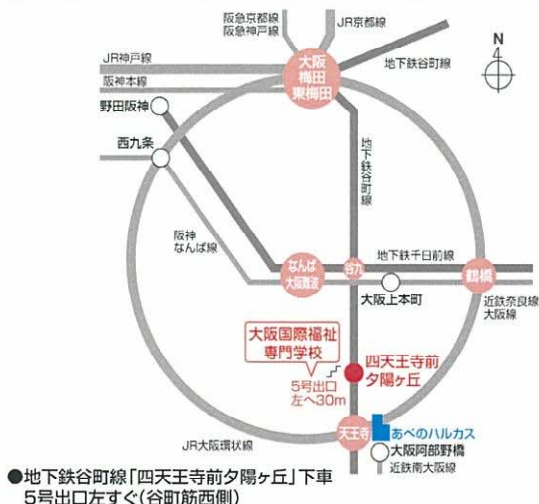 阪急京都線
阪急神戸線
JR京都線
JR神戸線
大阪
梅田
東梅田
地下鉄谷町線
N
阪神本線
野田阪神
西九条
地下鉄谷町線
阪神
なんば線
なんば
大阪難波
谷九
地下鉄千日前線
鶴橋
大阪上本町
近鉄奈良線
大阪線
大阪国際福祉
専門学校
5号出口
左へ30m
四天王寺前
夕陽ヶ丘
天王寺
あべのハルカス
大阪阿部野橋
JR大阪環状線
近鉄南大阪線
●地下鉄谷町線「四天王寺前夕陽ヶ丘」下車
5号出口左すぐ(谷町筋西側)